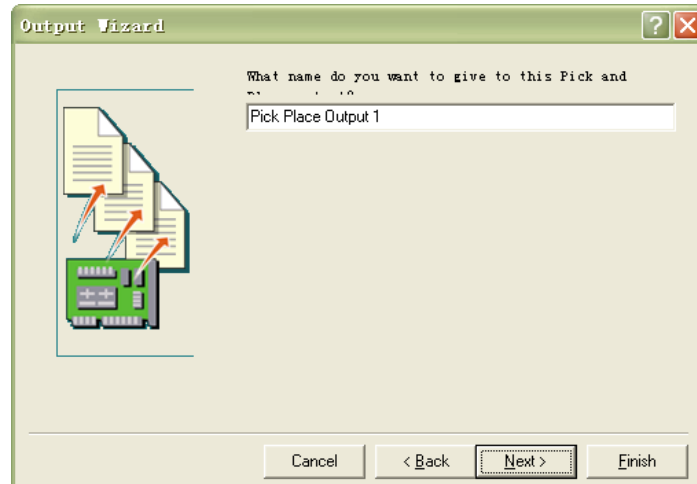 Output Wizard
What name do you want to give to this Pick and
Pick Place Output 1
Cancel
< Back
Next >
Finish